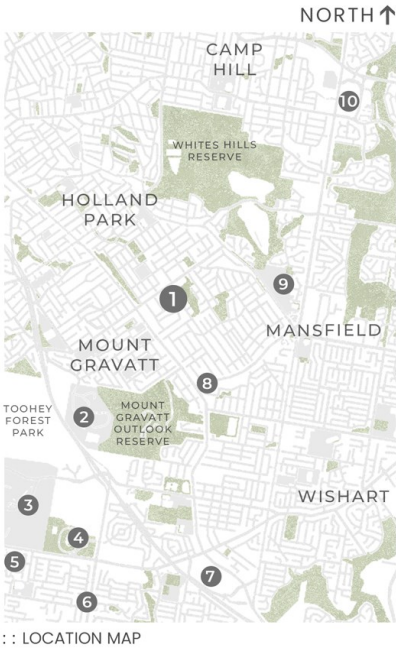 NORTH
CAMP
HILL
10
WHITES HILLS
RESERVE
HOLLAND
PARK
9
1
MANSFIELD
MOUNT
GRAVATT
8
TOOHEY
FOREST
PARK
2
MOUNT
GRAVATT
OUTLOOK
RESERVE
WISHART
3
4
5
7
6
: : LOCATION MAP